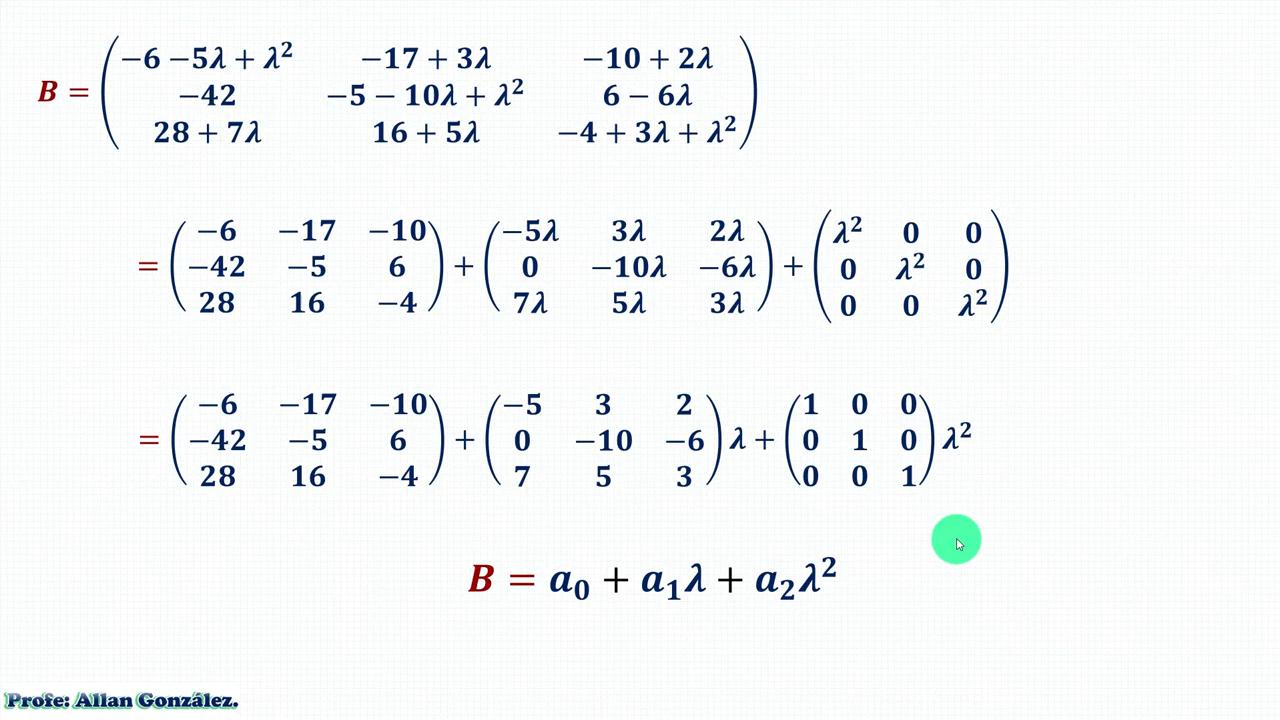 B = (−6 −5λ + λ² −17 + 3λ −10 + 2λ
−42 −5 − 10λ + λ² 6 − 6λ
28 + 7λ 16 + 5λ −4 + 3λ + λ²)
= (−6 −17 −10 −42 −5 6 28 16 −4) + (−5λ 3λ 2λ 0 −10λ −6λ 7λ 5λ 3λ) + (λ² 0 0 0 λ² 0 0 0 λ²)
= (−6 −17 −10 −42 −5 6 28 16 −4) + (−5 3 2 0 −10 −6 7 5 3) λ + (1 0 0 0 1 0 0 0 1) λ²
B = a₀ + a₁λ + a₂λ²
Profe: Allan González.